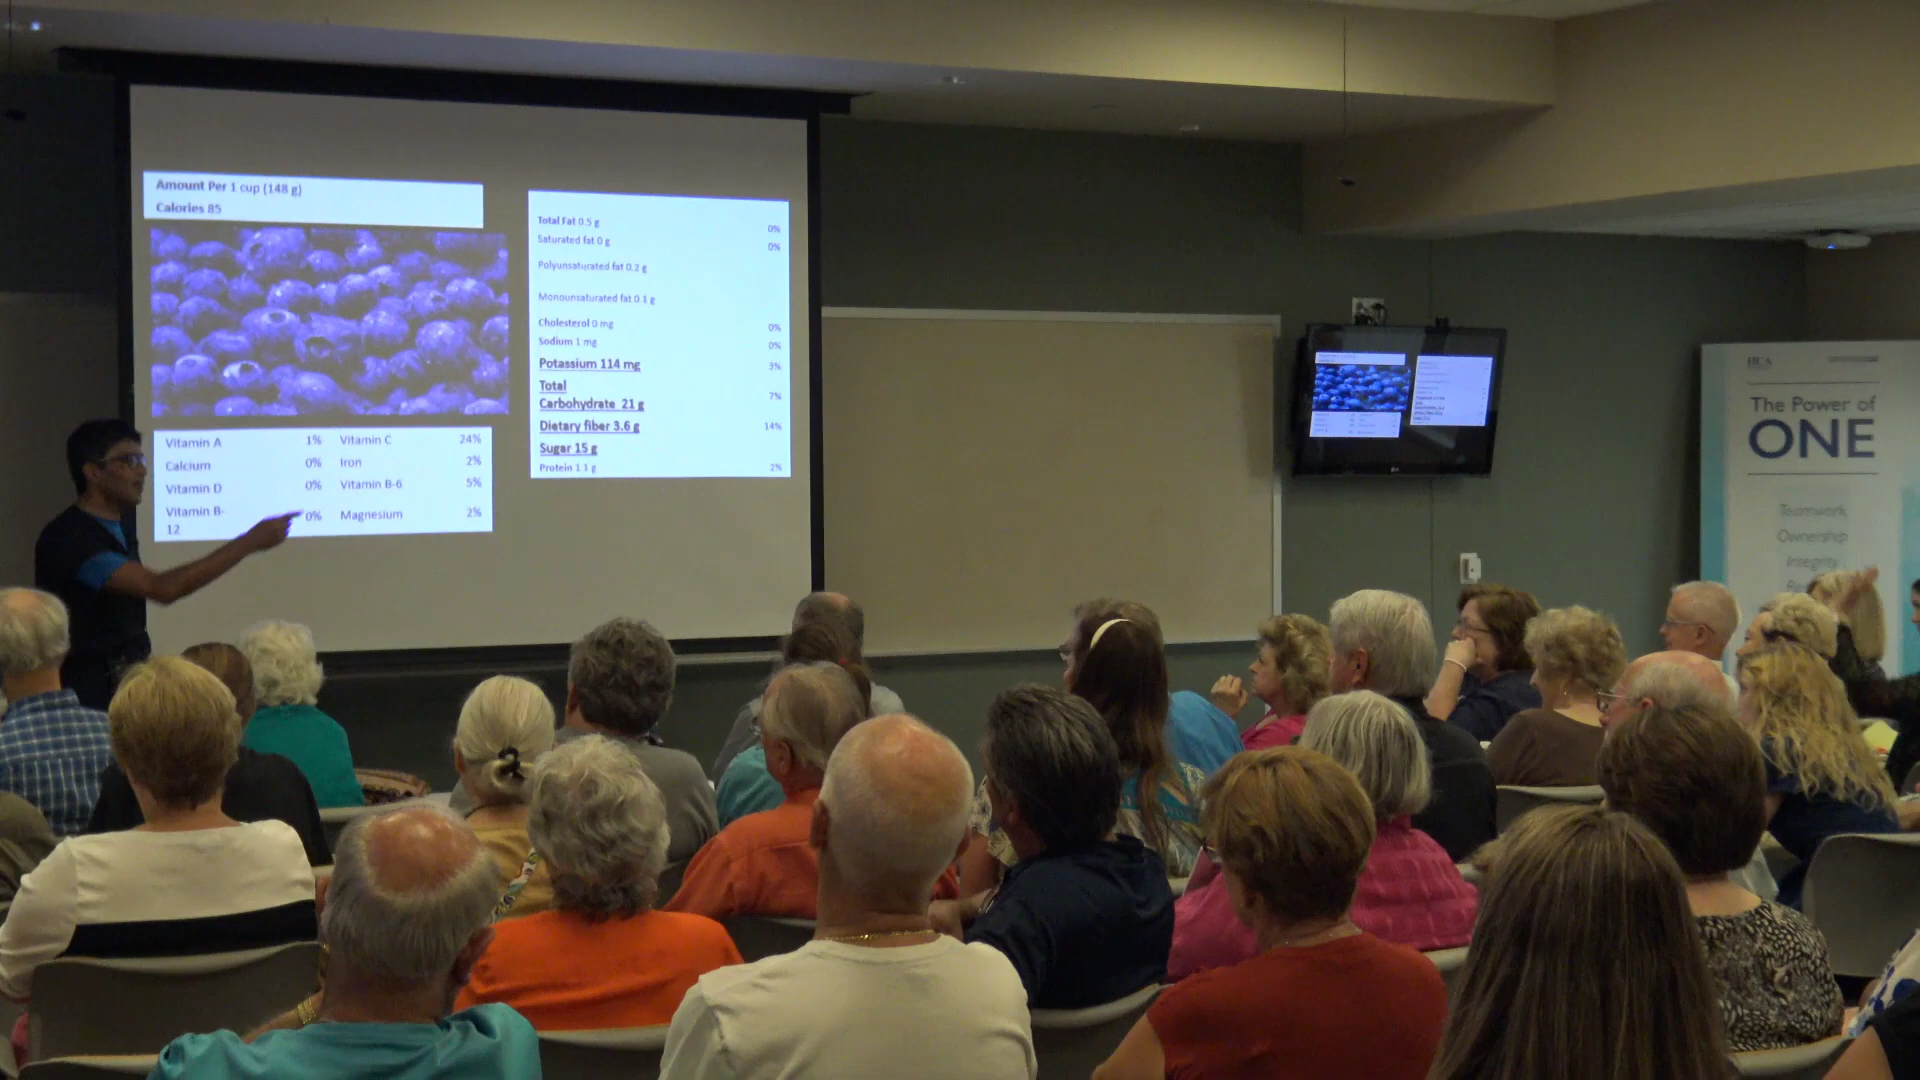 Amount Per 1 cup (148 g)
Calories 85
Total Fat 0.5 g 0%
Saturated fat 0 g 0%
Polyunsaturated fat 0.2 g
Monounsaturated fat 0.1 g
Cholesterol 0 mg 0%
Sodium 1 mg 0%
Potassium 114 mg 3%
Total
Carbohydrate 21 g 7%
Dietary fiber 3.6 g 14%
Sugar 15 g
Protein 1.1 g 2%
Vitamin A 1% Vitamin C 24%
Calcium 0% Iron 2%
Vitamin D 0% Vitamin B-6 5%
Vitamin B-
12 0% Magnesium 2%
HCA
The Power of
ONE
Teamwork
Ownership
Integrity